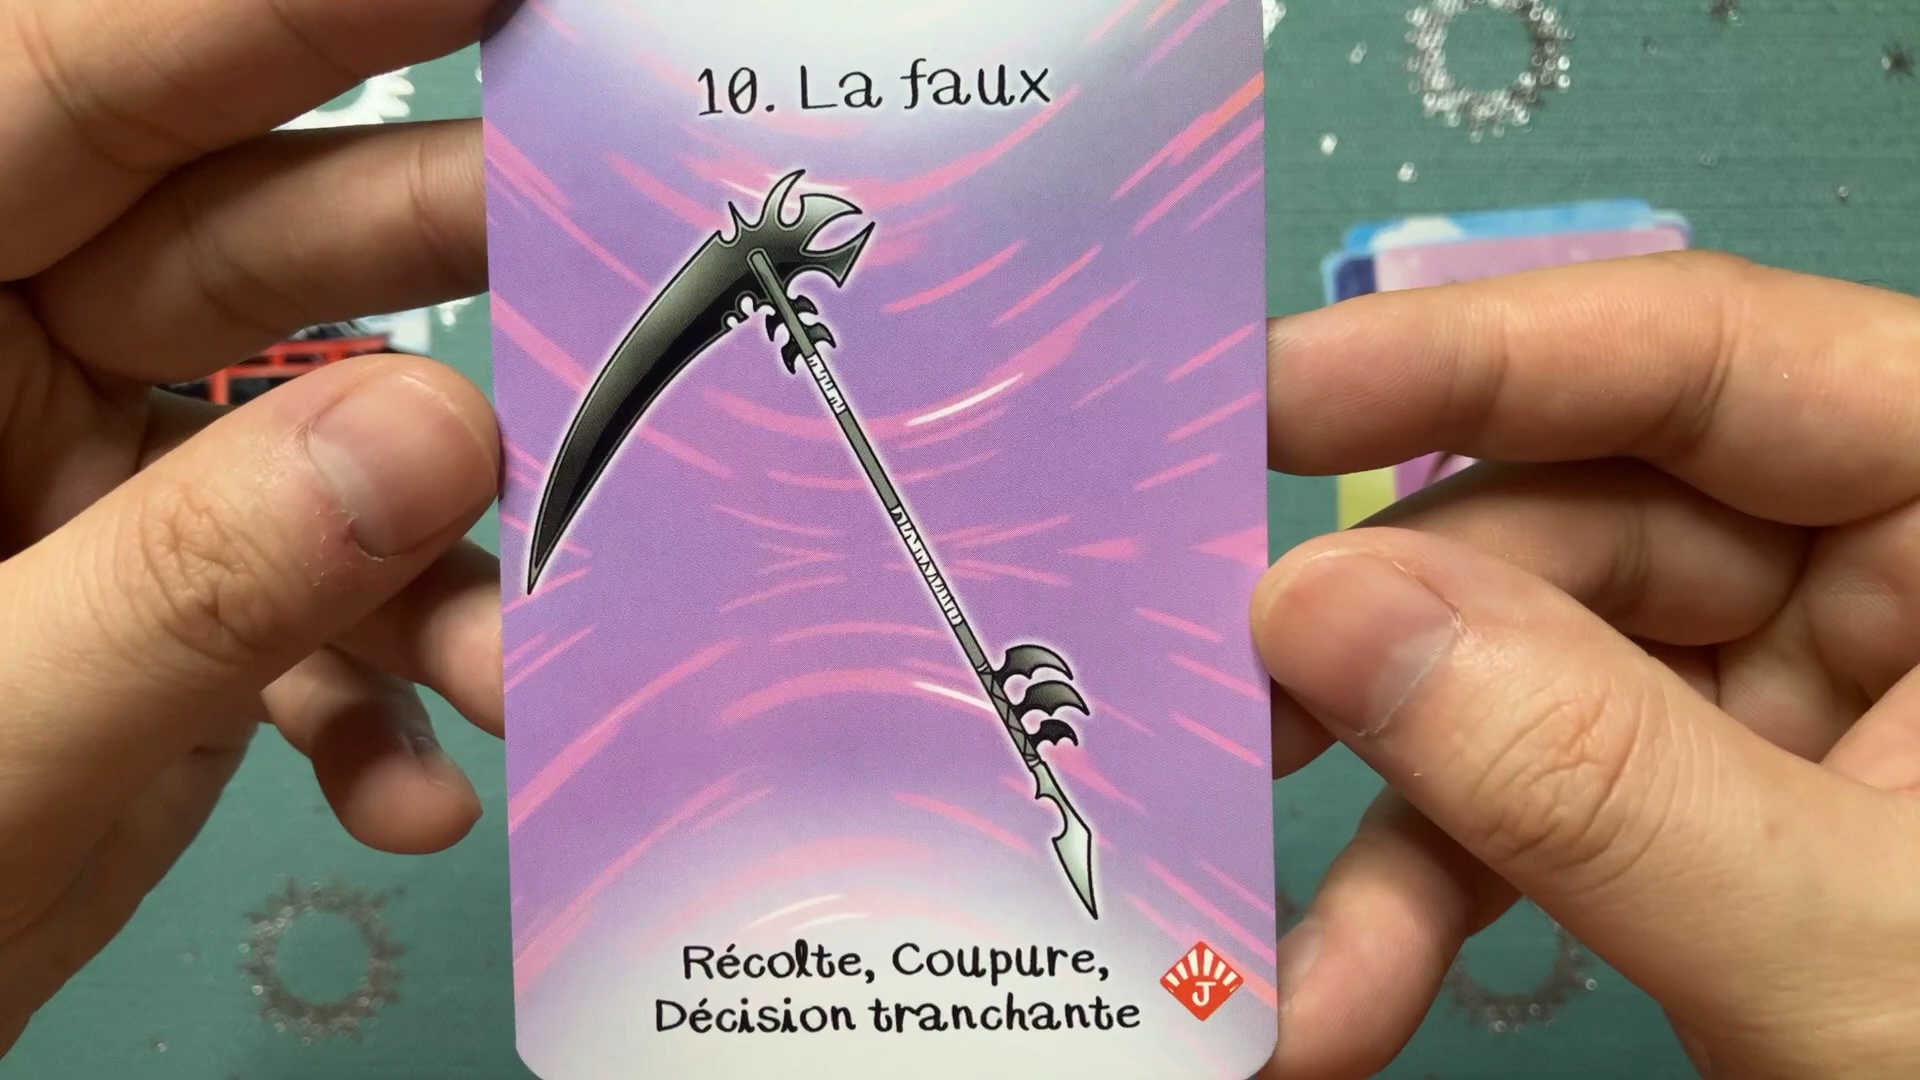 10. La faux
Récolte, Coupure,
Décision tranchante
J